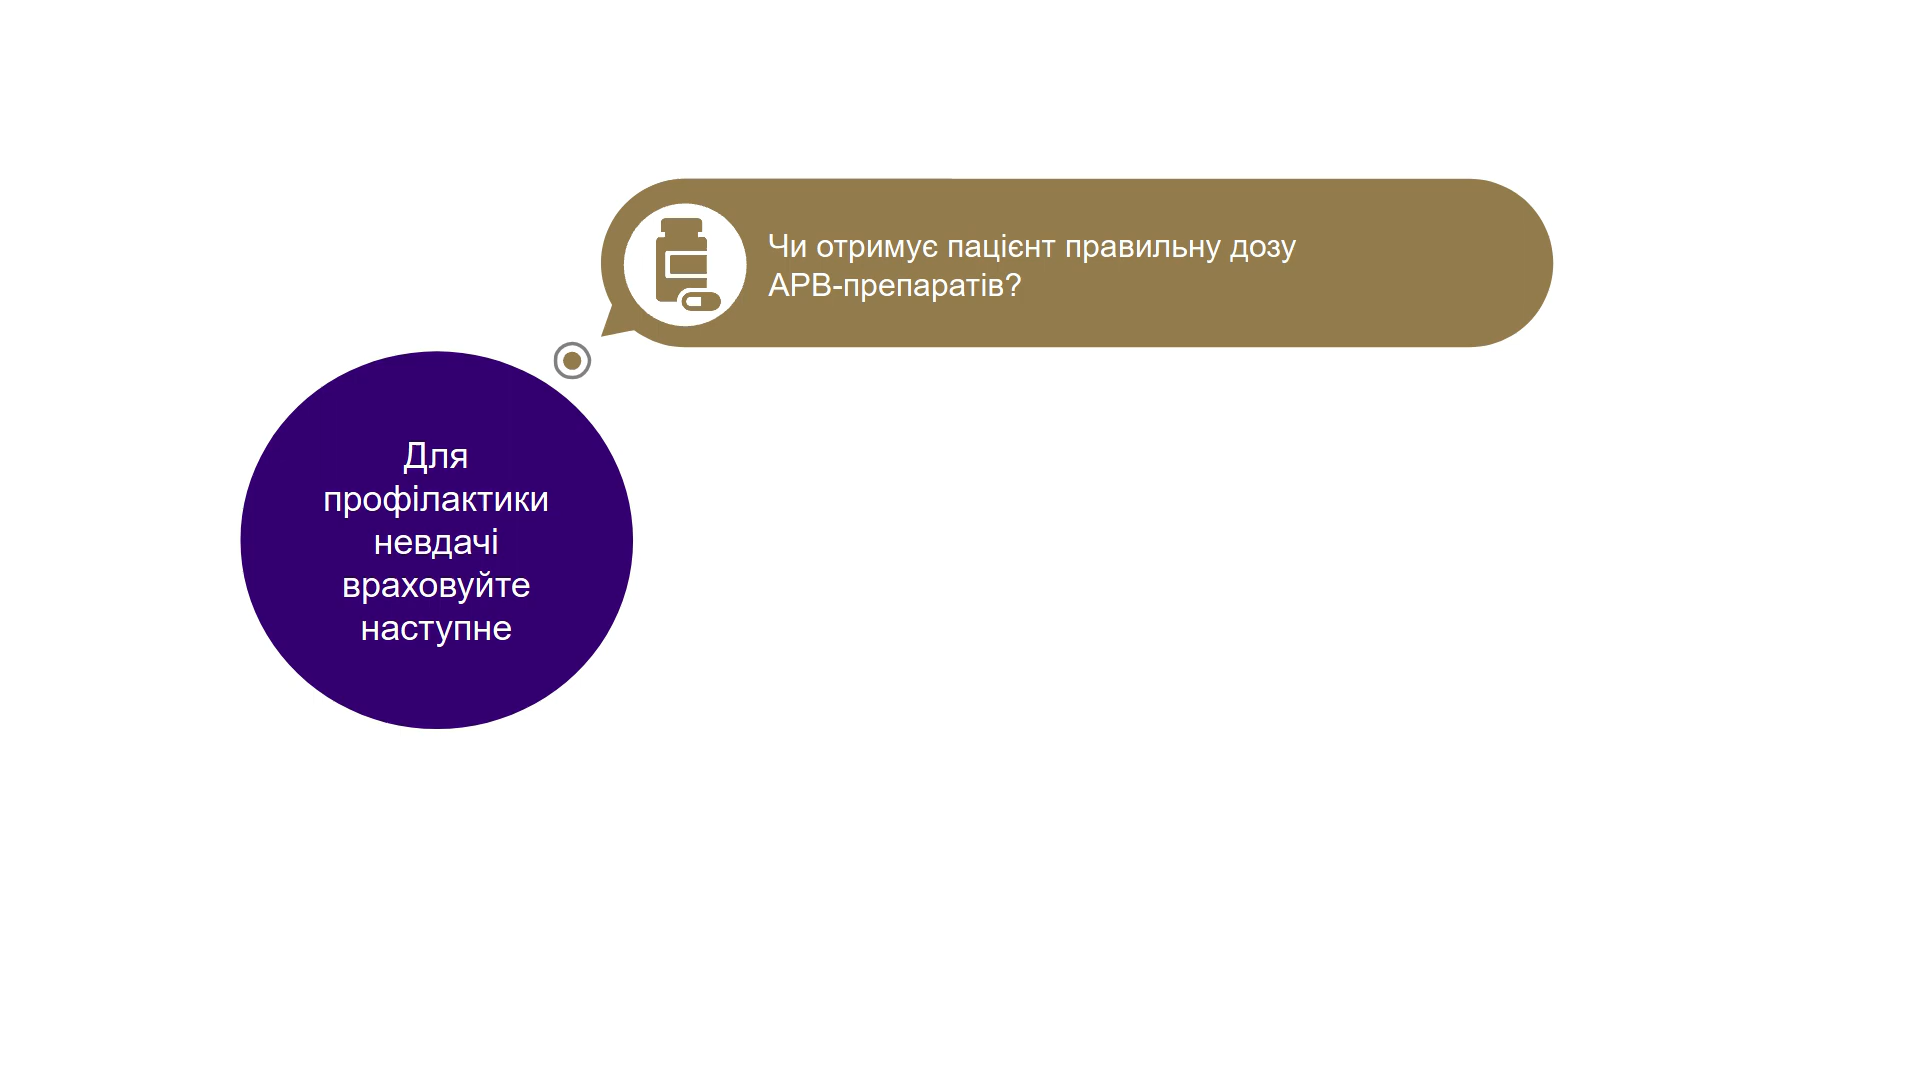 Чи отримує пацієнт правильну дозу
АРВ-препаратів?
Для
профілактики
невдачі
враховуйте
наступне